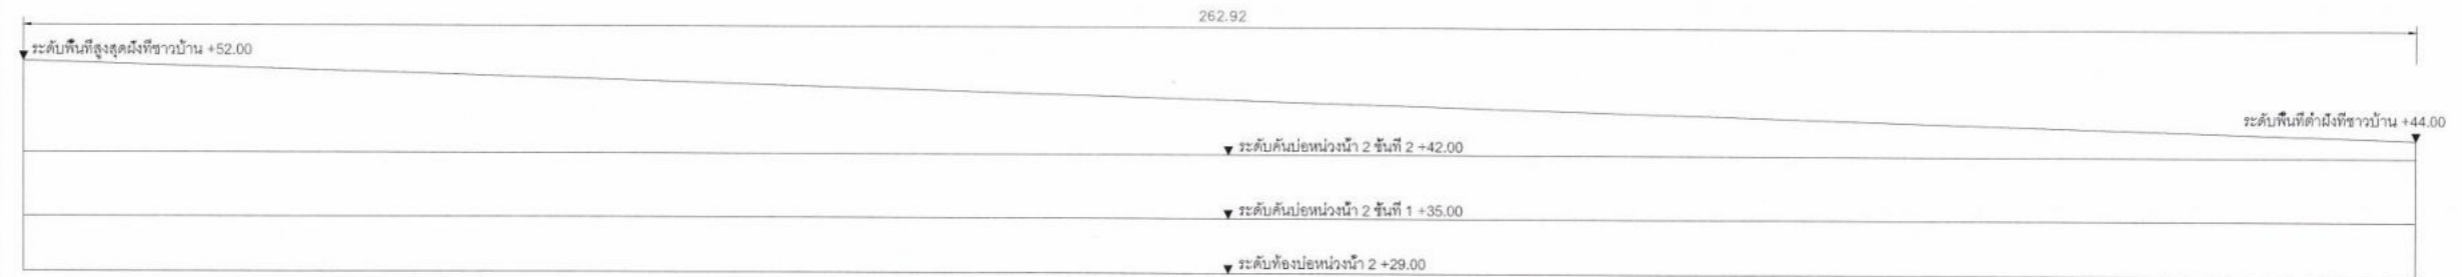 262.92
ระดับพื้นที่สูงสุดฝั่งที่ชาวบ้าน +52.00
ระดับพื้นที่ต่ำฝั่งที่ชาวบ้าน +44.00
ระดับคันบ่อหน่วงน้ำ 2 ชั้นที่ 2 +42.00
ระดับคันบ่อหน่วงน้ำ 2 ชั้นที่ 1 +35.00
ระดับท้องบ่อหน่วงน้ำ 2 +29.00